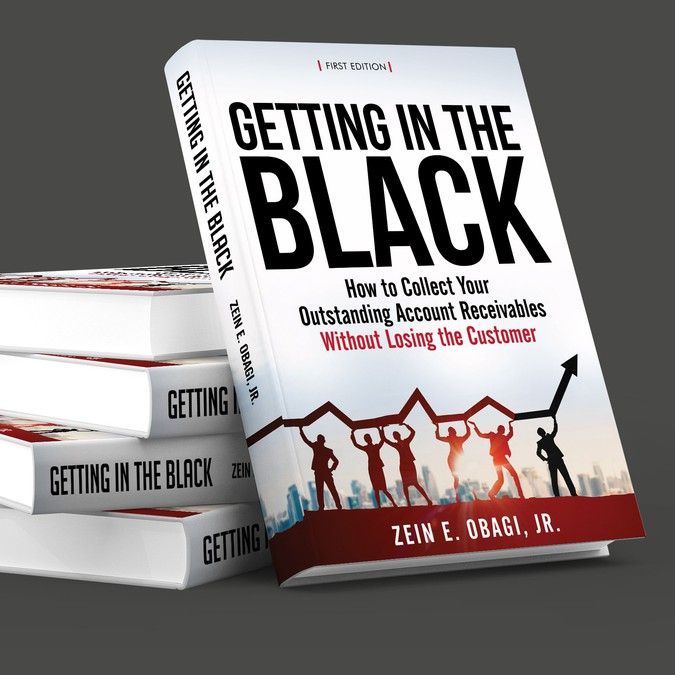 | FIRST EDITION |
GETTING IN THE
BLACK
How to Collect Your
Outstanding Account Receivables
Without Losing the Customer
ZEIN E. OBAGI, JR.
GETTING IN THE BLACK ZEIN E. OBAGI, JR.
GETTING
GETTING IN THE BLACK ZEIN
GETTING